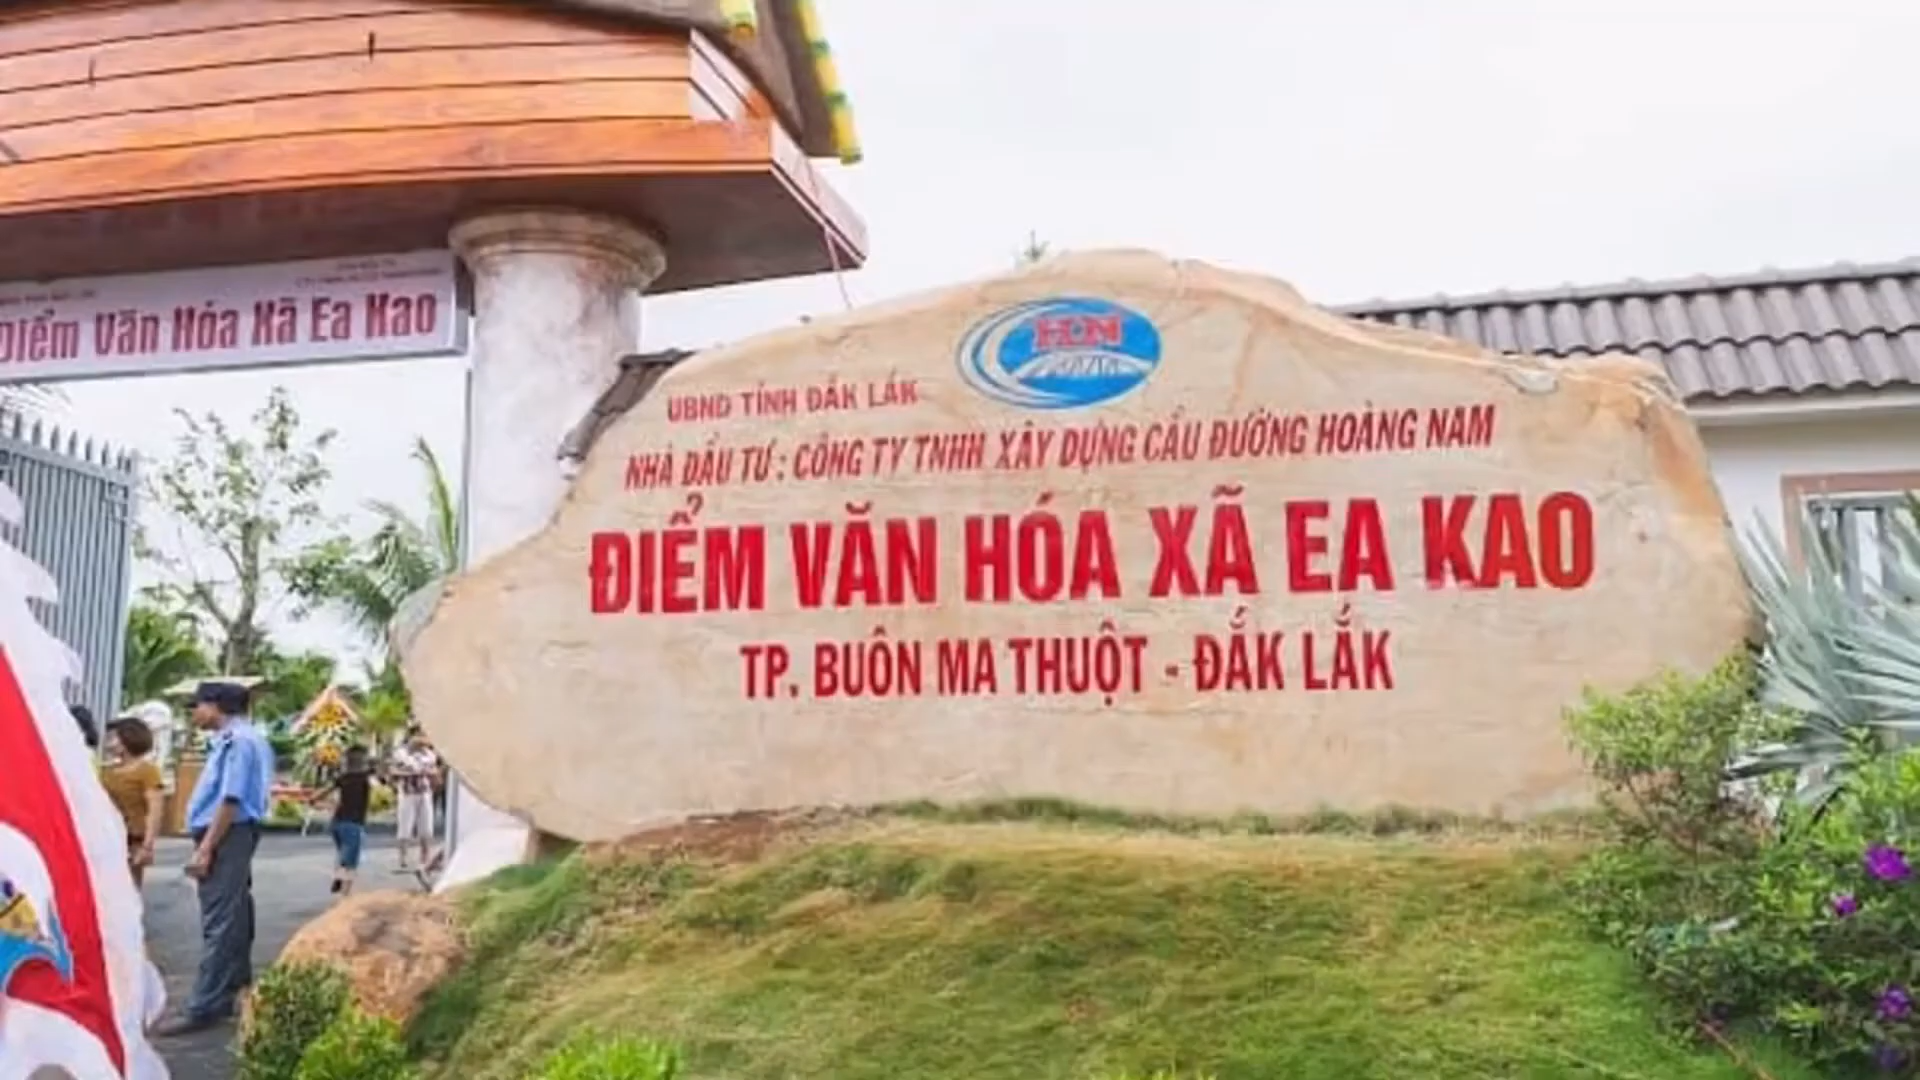 Điểm Văn Hóa Xã Ea Kao
HN
UBND TỈNH ĐẮK LẮK
NHÀ ĐẦU TƯ : CÔNG TY TNHH XÂY DỰNG CẦU ĐƯỜNG HOÀNG NAM
ĐIỂM VĂN HÓA XÃ EA KAO
TP. BUÔN MA THUỘT - ĐẮK LẮK